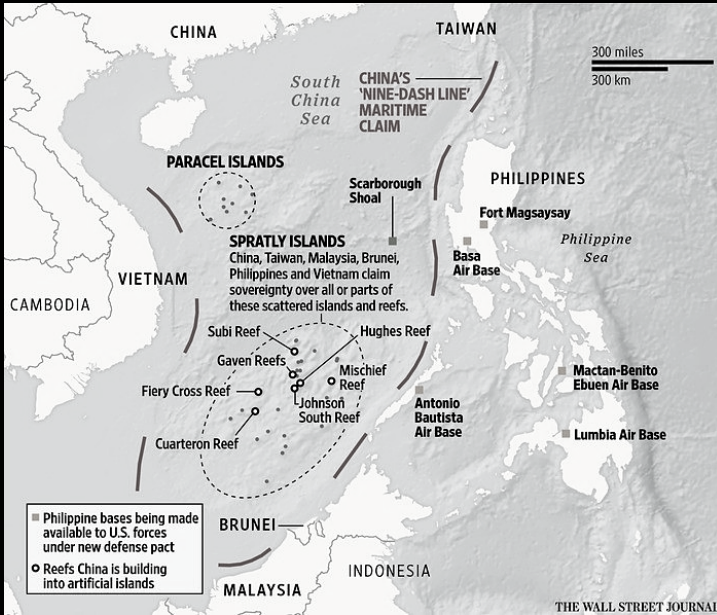 CHINA
TAIWAN
300 miles
300 km
South
China
Sea
CHINA'S
'NINE-DASH LINE'
MARITIME
CLAIM
PARACEL ISLANDS
Scarborough
Shoal
PHILIPPINES
Fort Magsaysay
Basa
Air Base
Philippine
Sea
SPRATLY ISLANDS
China, Taiwan, Malaysia, Brunei,
Philippines and Vietnam claim
sovereignty over all or parts of
these scattered islands and reefs.
VIETNAM
CAMBODIA
Subi Reef
Hughes Reef
Gaven Reefs
Mischief
Reef
Fiery Cross Reef
Johnson
South Reef
Cuarteron Reef
Antonio
Bautista
Air Base
Mactan-Benito
Ebuen Air Base
Lumbia Air Base
Philippine bases being made
available to U.S. forces
under new defense pact
Reefs China is building
into artificial islands
BRUNEI
MALAYSIA
INDONESIA
THE WALL STREET JOURNAL